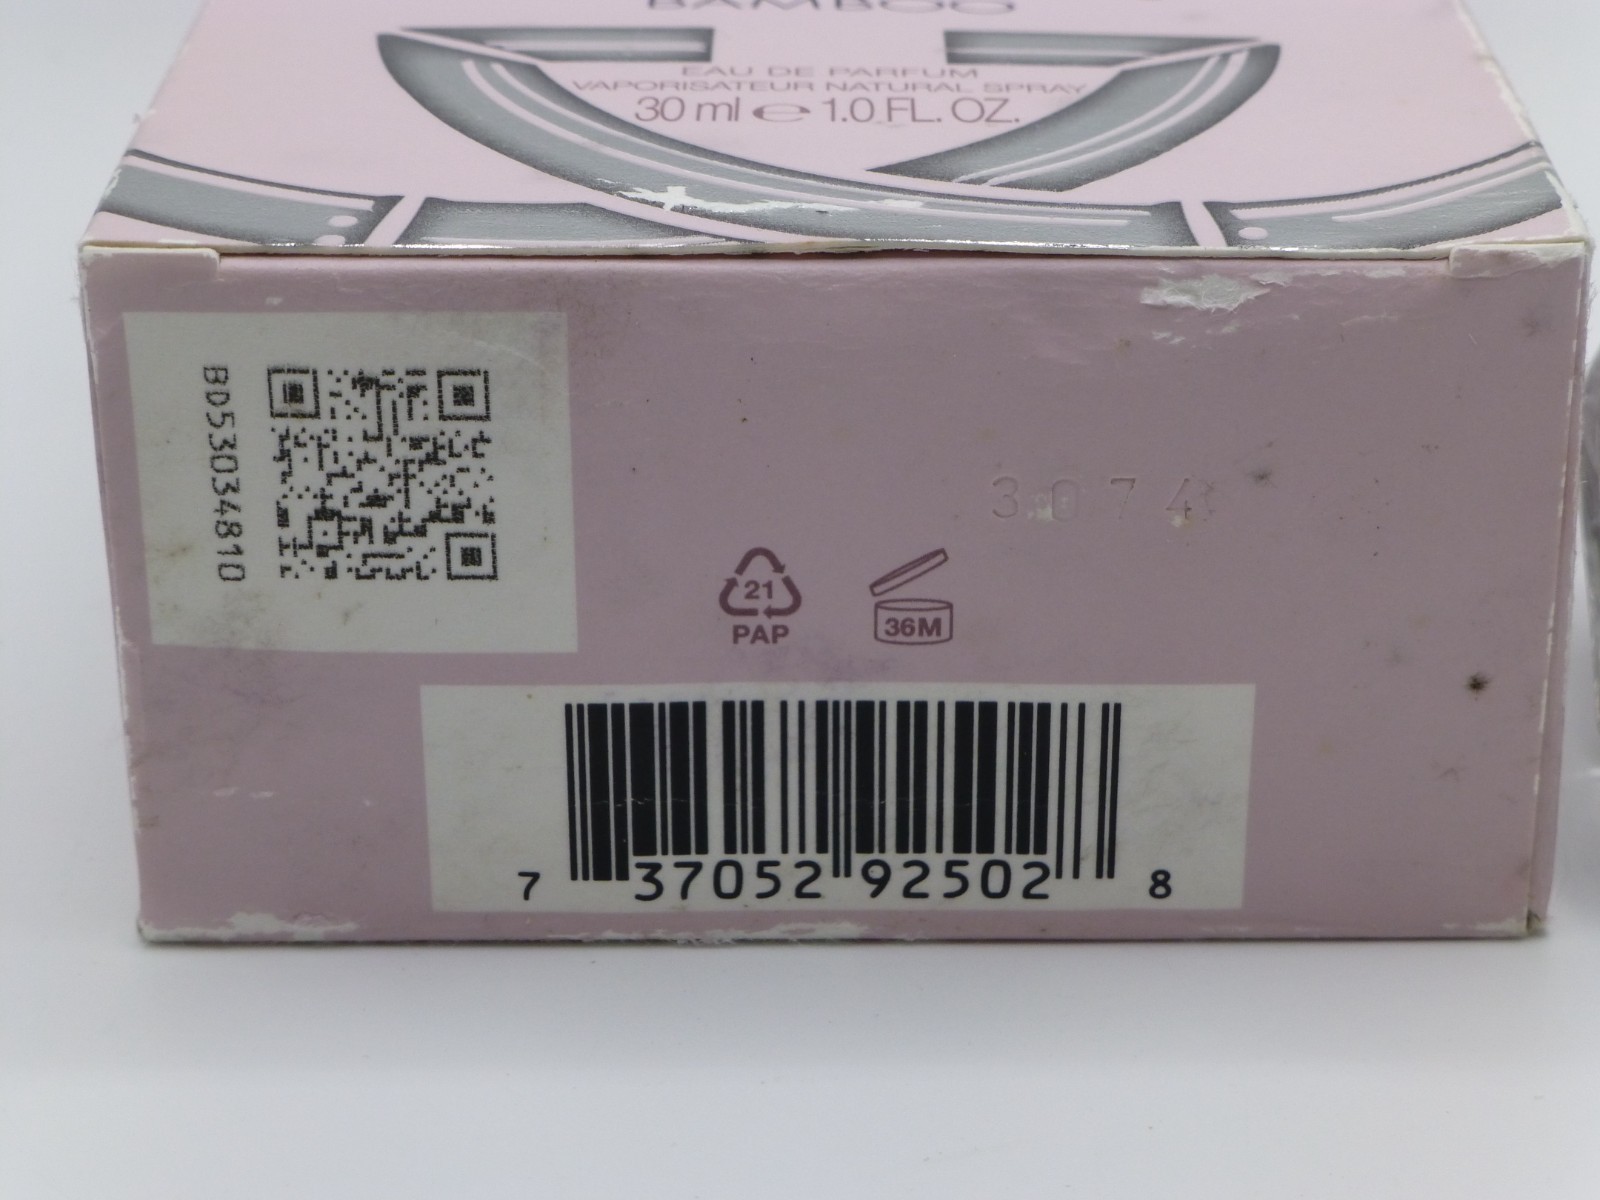 BAMBOO
EAU DE PARFUM
VAPORISATEUR NATURAL SPRAY
30 ml e 1.0 FL. OZ.
BD53034810
3074
21
PAP
36M
7 37052 92502 8